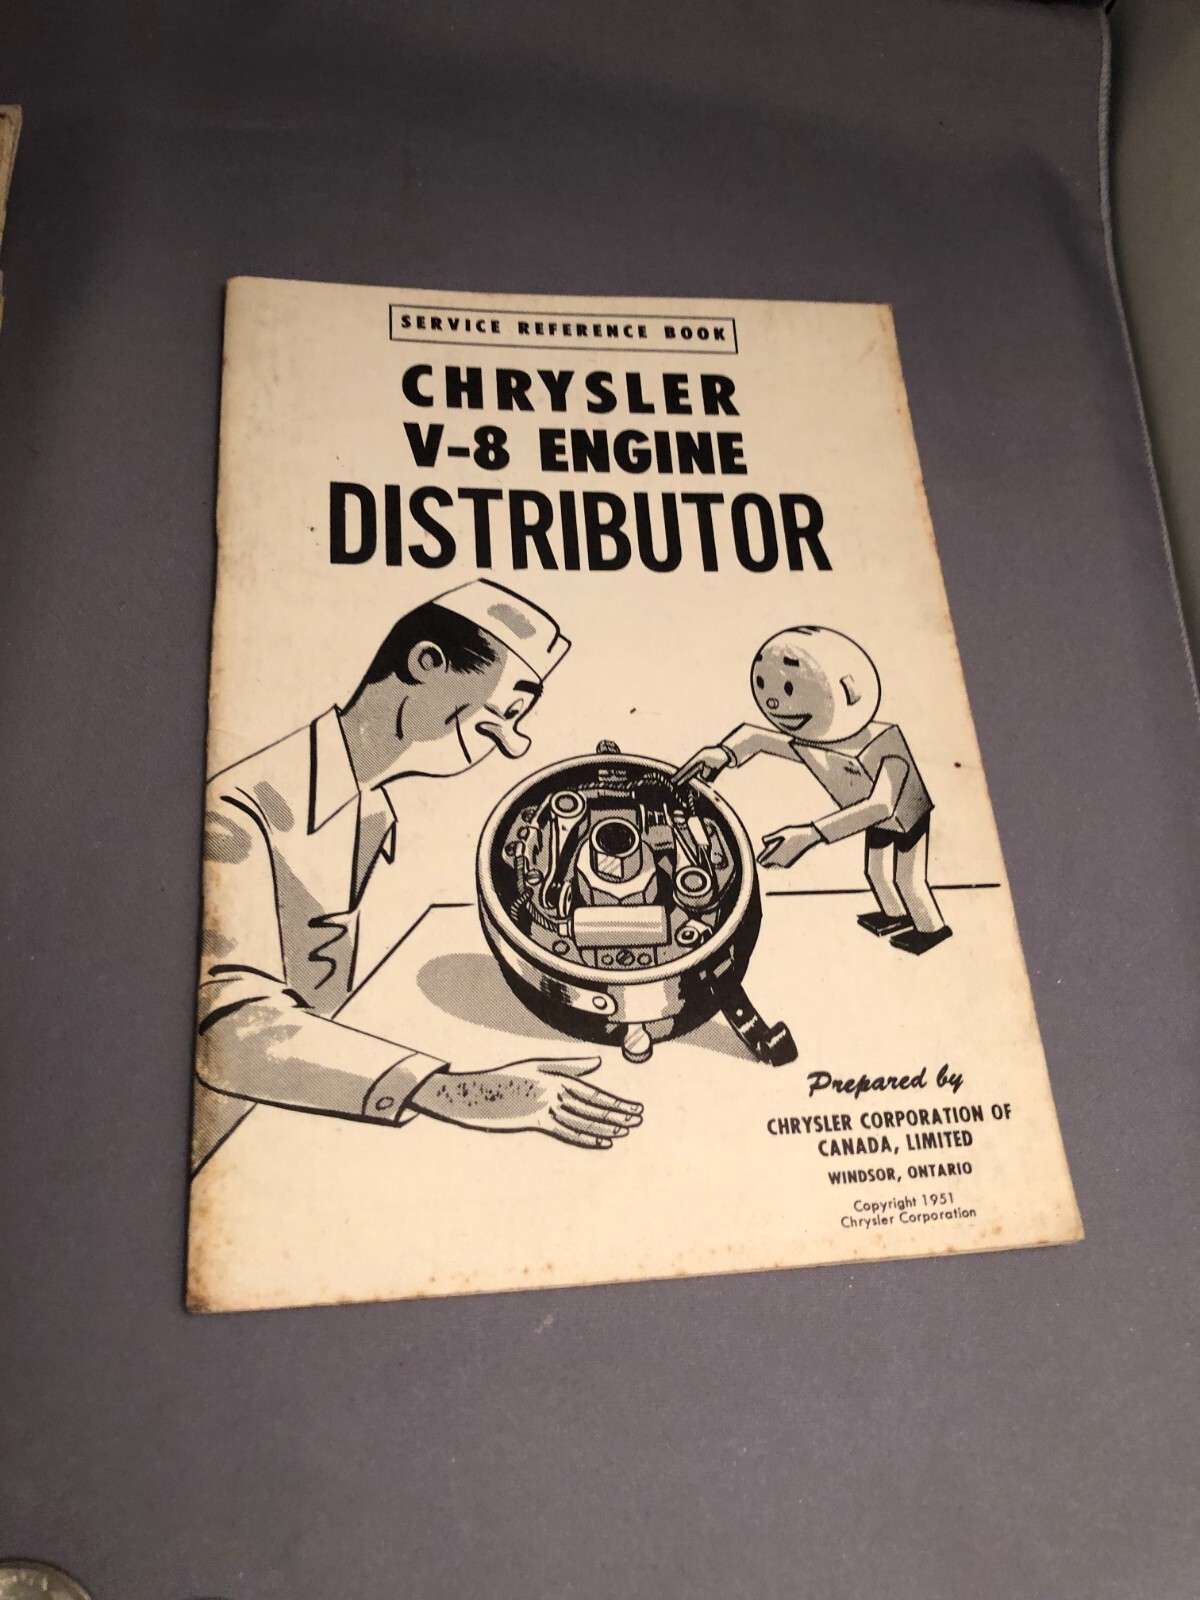 SERVICE REFERENCE BOOK
CHRYSLER
V-8 ENGINE
DISTRIBUTOR
Prepared by
CHRYSLER CORPORATION OF
CANADA, LIMITED
WINDSOR, ONTARIO
Copyright 1951
Chrysler Corporation